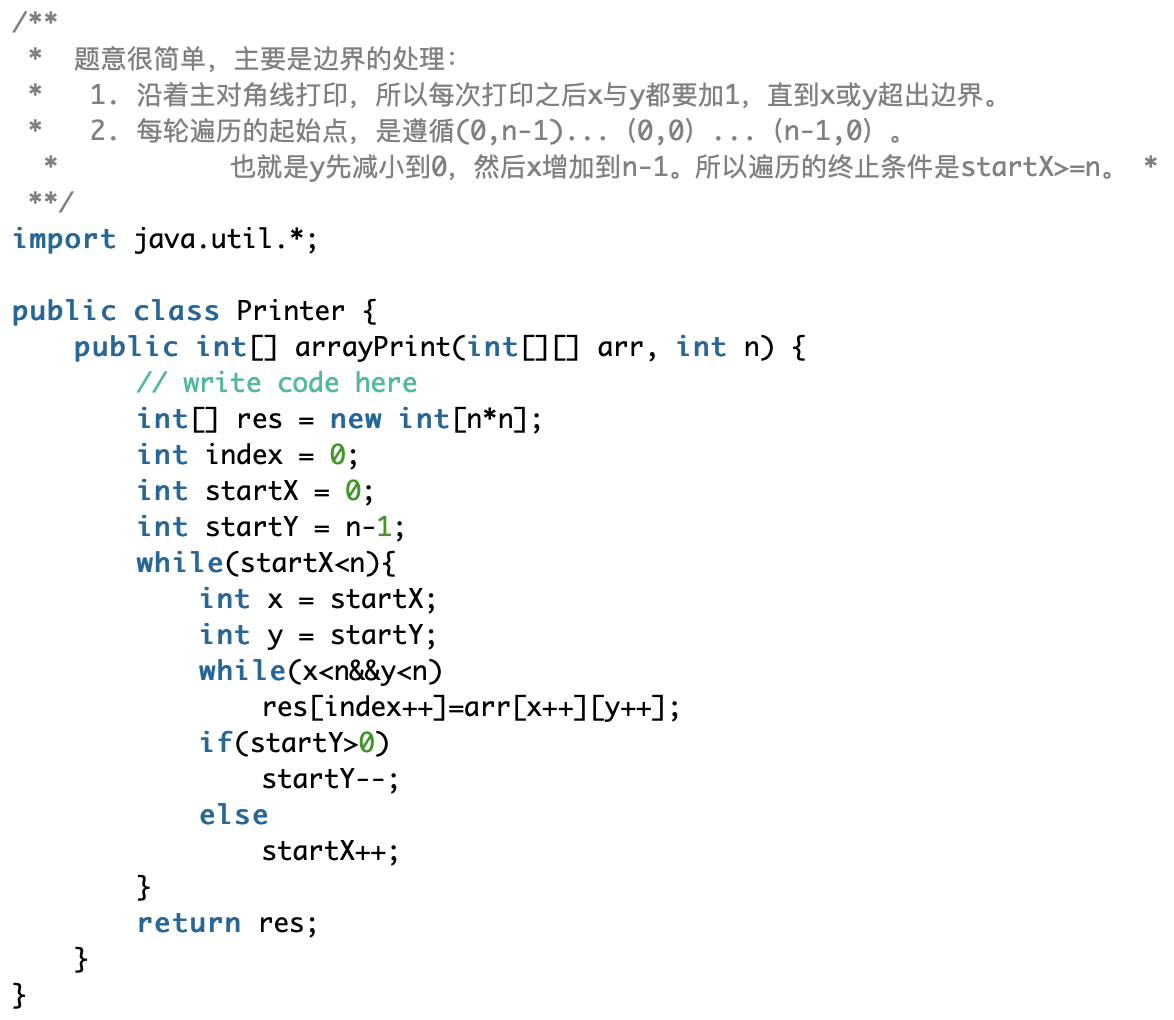 /**
 *  题意很简单，主要是边界的处理：
 *   1. 沿着主对角线打印，所以每次打印之后x与y都要加1，直到x或y超出边界。
 *   2. 每轮遍历的起始点，是遵循(0,n-1)...（0,0）...（n-1,0）。
  *           也就是y先减小到0，然后x增加到n-1。所以遍历的终止条件是startX>=n。 *
 **/
import java.util.*;

public class Printer {
    public int[] arrayPrint(int[][] arr, int n) {
        // write code here
        int[] res = new int[n*n];
        int index = 0;
        int startX = 0;
        int startY = n-1;
        while(startX<n){
            int x = startX;
            int y = startY;
            while(x<n&&y<n)
                res[index++]=arr[x++][y++];
            if(startY>0)
                startY--;
            else
                startX++;
        }
        return res;
    }
}